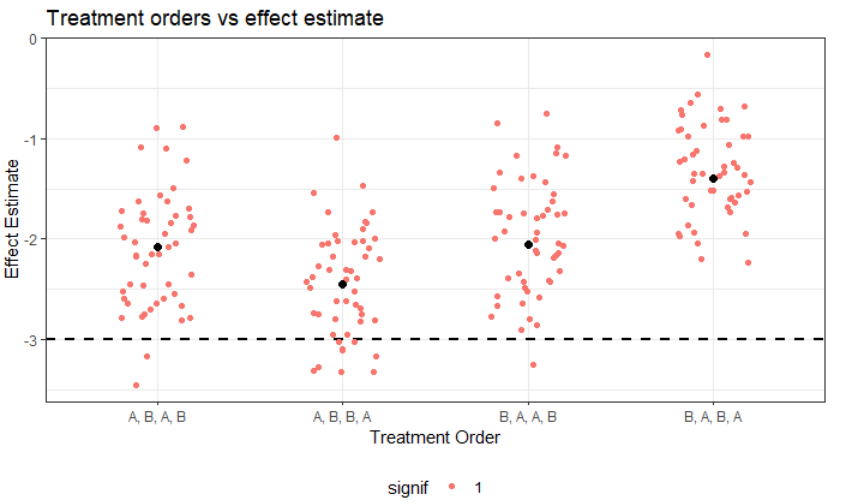 Treatment orders vs effect estimate
0
-1
-2
-3
Effect Estimate
A, B, A, B
A, B, B, A
B, A, A, B
B, A, B, A
Treatment Order
signif 1